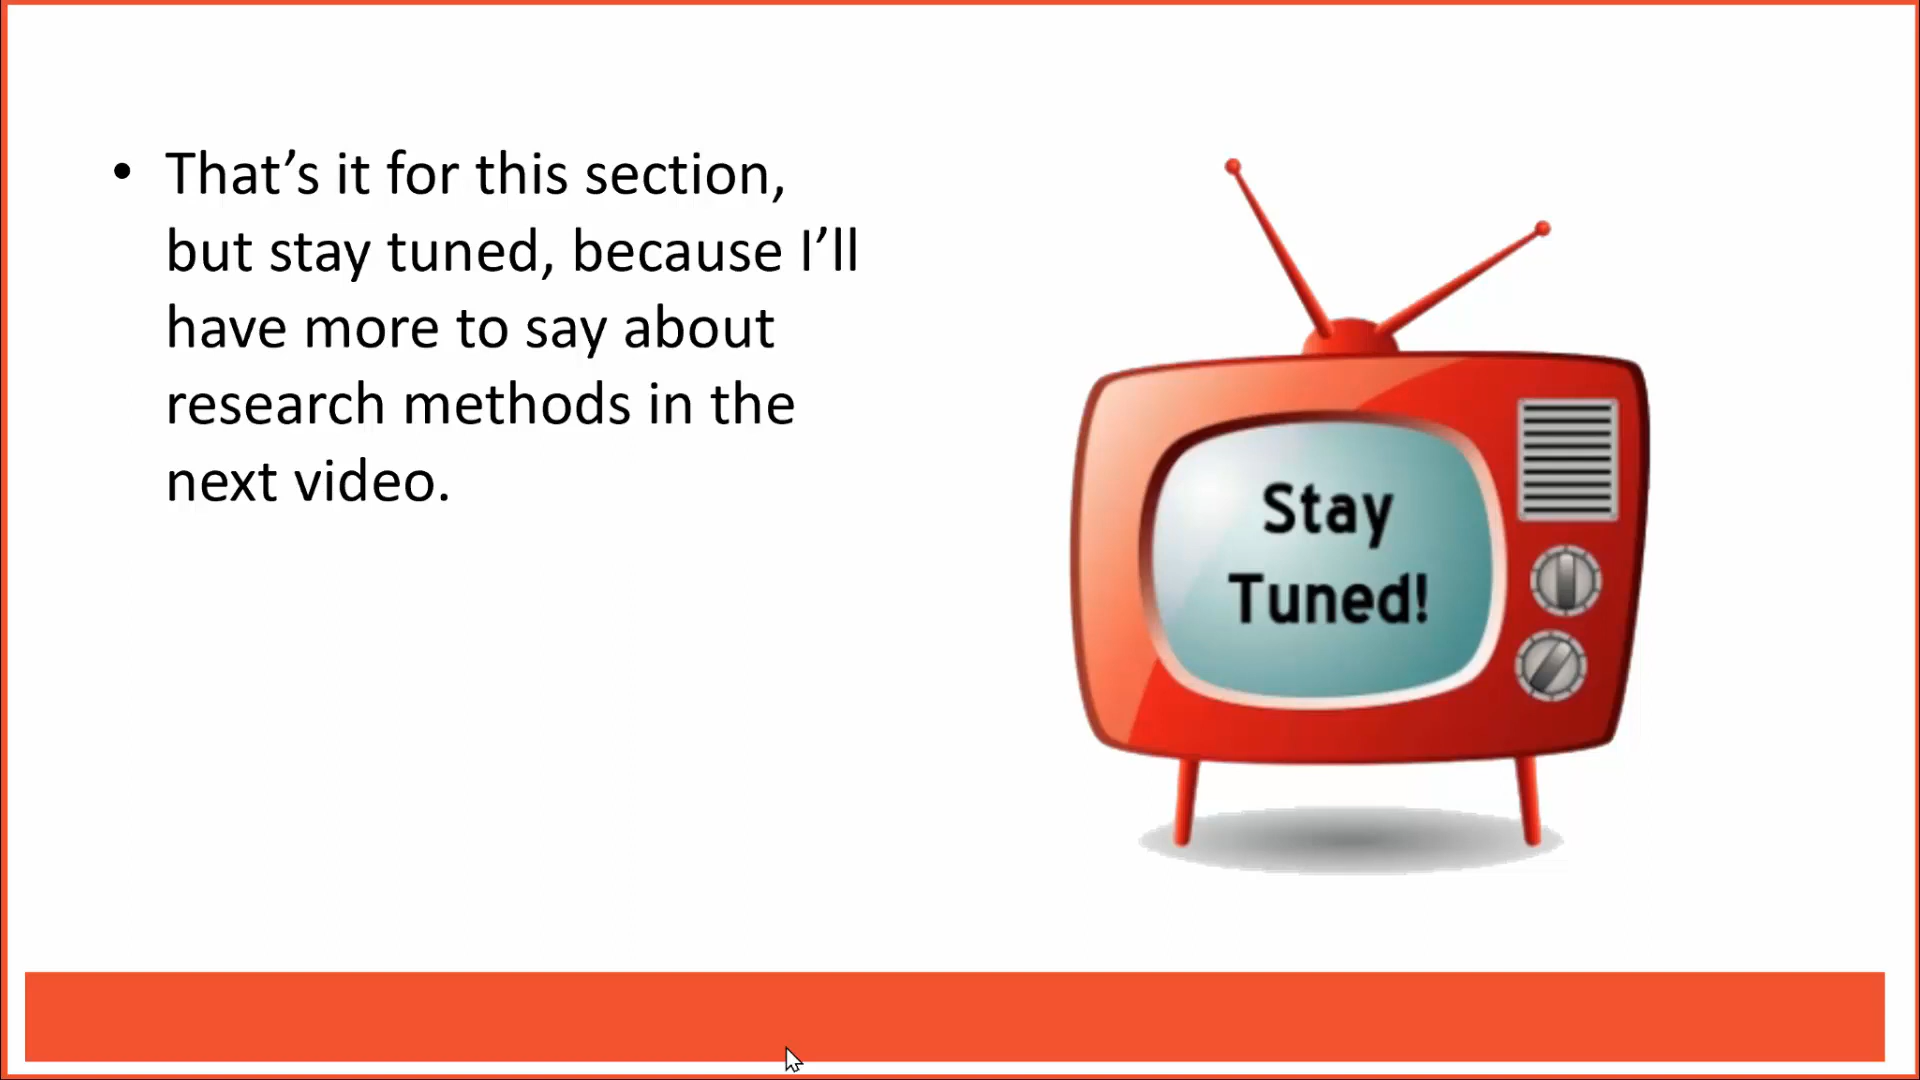 • That’s it for this section,
but stay tuned, because I’ll
have more to say about
research methods in the
next video.
Stay
Tuned!